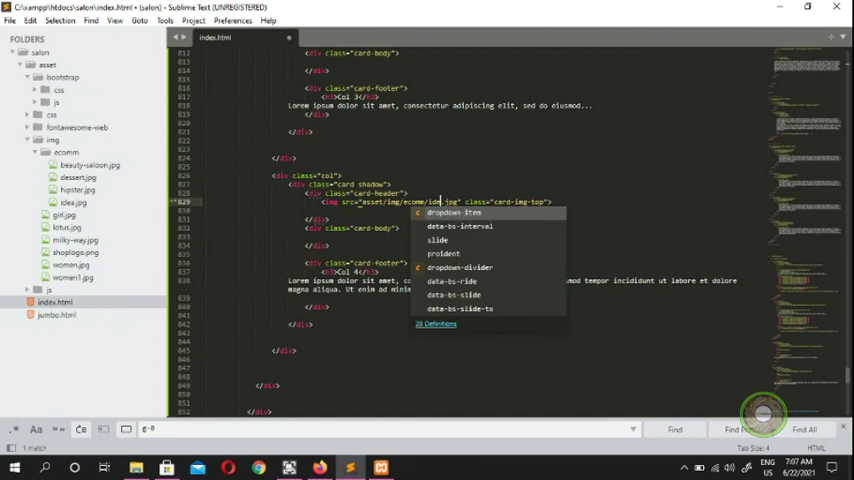 C:\xampp\htdocs\salon\index.html • (salon) - Sublime Text (UNREGISTERED)
File Edit Selection Find View Goto Tools Project Preferences Help
FOLDERS
salon
asset
bootstrap
css
js
css
fontawesome-web
img
ecomm
beauty-saloon.jpg
dessert.jpg
hipster.jpg
idea.jpg
girl.jpg
lotus.jpg
milky-way.jpg
shoplogo.png
women.jpg
women1.jpg
js
index.html
jumbo.html
index.html
812 <div class="card-body">
813
814 </div>
815
816 <div class="card-footer">
817 <h3>Col 3</h3>
818 Lorem ipsum dolor sit amet, consectetur adipiscing elit, sed do eiusmod...
819
820 </div>
821 </div>
822
823
824 </div>
825
826 <div class="col">
827 <div class="card shadow">
828 <div class="card-header">
829 <img src="asset/img/ecomm/ide.jpg" class="card-img-top">
830
831 </div>
832 <div class="card-body">
833
834 </div>
835
836 <div class="card-footer">
837 <h3>Col 4</h3>
838 Lorem ipsum dolor sit amet, tempor incididunt ut labore et dolore
magna aliqua. Ut enim ad minim
839
840 </div>
841
842 </div>
843
844
845 </div>
846
847
848
849 </div>
850
851
852 </div>
dropdown-item
data-bs-interval
slide
proident
dropdown-divider
data-bs-ride
data-bs-slide
data-bs-slide-to
28 Definitions
.* Aa “” g-0 Find Find Find All
1 match Tab Size: 4 HTML
ENG 7:07 AM
US 6/22/2021